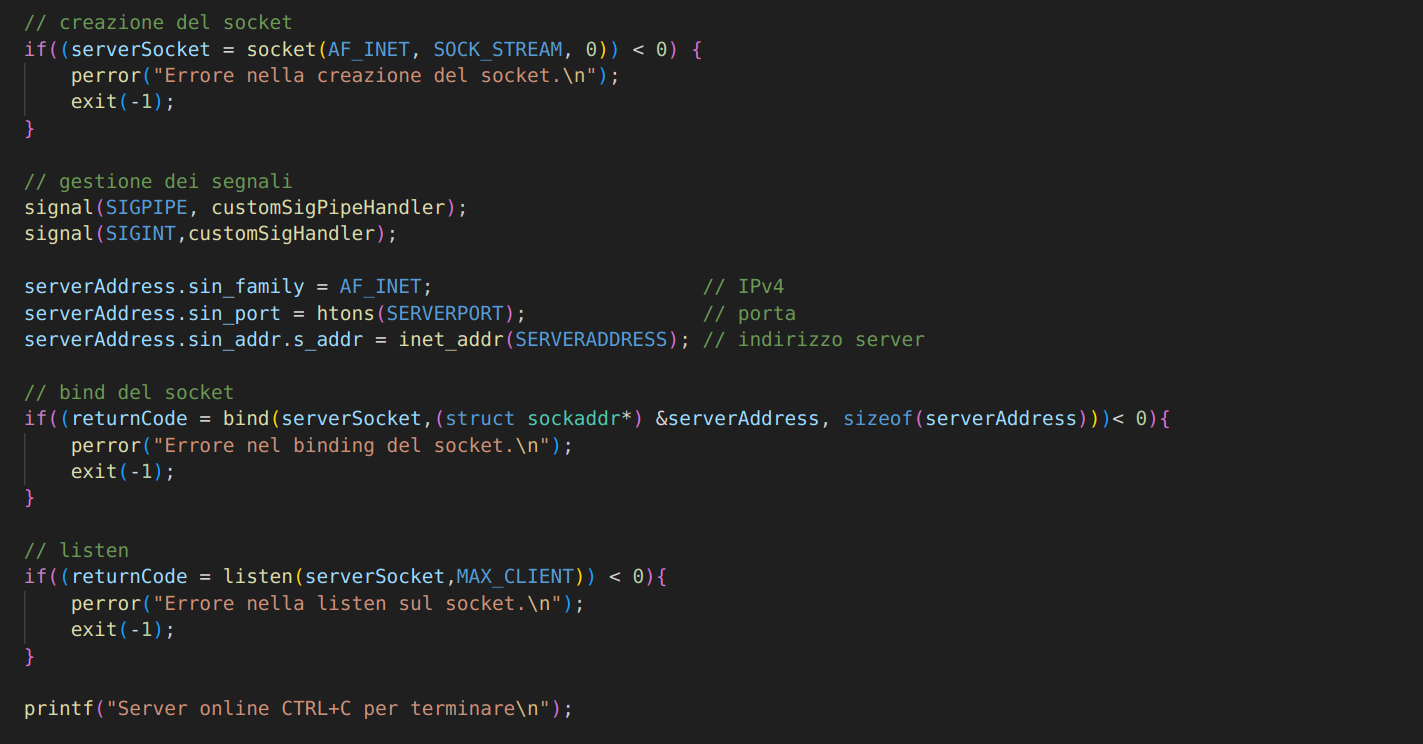 // creazione del socket
if((serverSocket = socket(AF_INET, SOCK_STREAM, 0)) < 0) {
    perror("Errore nella creazione del socket.\n");
    exit(-1);
}

// gestione dei segnali
signal(SIGPIPE, customSigPipeHandler);
signal(SIGINT,customSigHandler);

serverAddress.sin_family = AF_INET;                       // IPv4
serverAddress.sin_port = htons(SERVERPORT);               // porta
serverAddress.sin_addr.s_addr = inet_addr(SERVERADDRESS); // indirizzo server

// bind del socket
if((returnCode = bind(serverSocket,(struct sockaddr*) &serverAddress, sizeof(serverAddress)))< 0){
    perror("Errore nel binding del socket.\n");
    exit(-1);
}

// listen
if((returnCode = listen(serverSocket,MAX_CLIENT)) < 0){
    perror("Errore nella listen sul socket.\n");
    exit(-1);
}

printf("Server online CTRL+C per terminare\n");